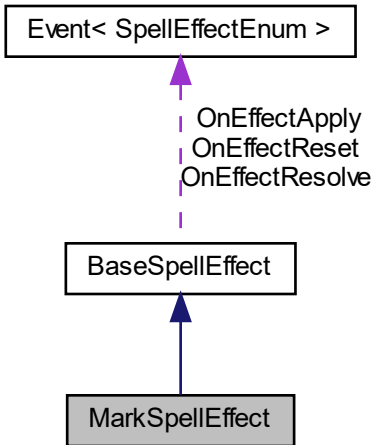 Event< SpellEffectEnum >
OnEffectApply
OnEffectReset
OnEffectResolve
BaseSpellEffect
MarkSpellEffect